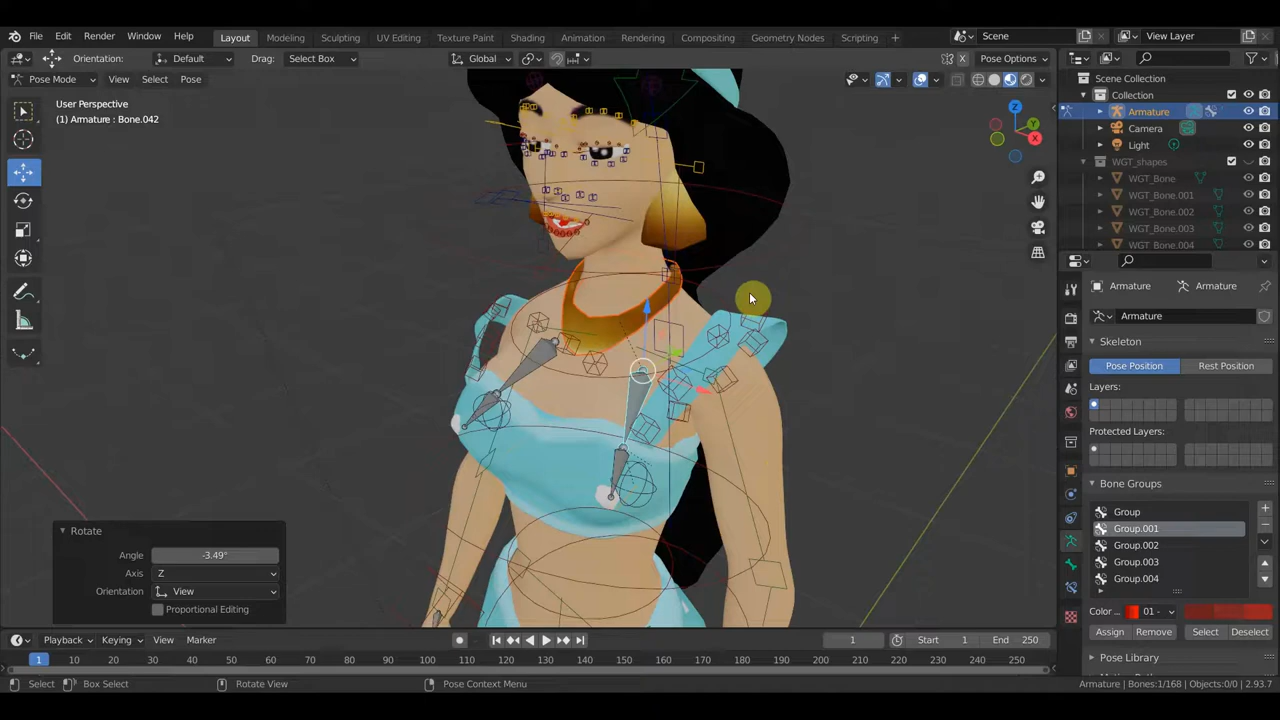 File Edit Render Window Help Layout Modeling Sculpting UV Editing Texture Paint Shading Animation Rendering Compositing Geometry Nodes Scripting + Scene View Layer
Orientation: Default Drag: Select Box Global X Pose Options
Pose Mode View Select Pose
User Perspective
(1) Armature : Bone.042
Z
Y
X
Scene Collection
Collection
Armature
Camera
Light
WGT_shapes
WGT_Bone
WGT_Bone.001
WGT_Bone.002
WGT_Bone.003
WGT_Bone.004
Armature Armature
Armature
Skeleton
Pose Position Rest Position
Layers:
Protected Layers:
Bone Groups
Group
Group.001
Group.002
Group.003
Group.004
Color ... 01 -
Assign Remove Select Deselect
Pose Library
Rotate
Angle -3.49°
Axis Z
Orientation View
Proportional Editing
Playback Keying View Marker 1 Start 1 End 250
1 10 20 30 40 50 60 70 80 90 100 110 120 130 140 150 160 170 180 190 200 210 220 230 240 250
Select Box Select Rotate View Pose Context Menu Armature | Bones:1/168 | Objects:0/0 | 2.93.7